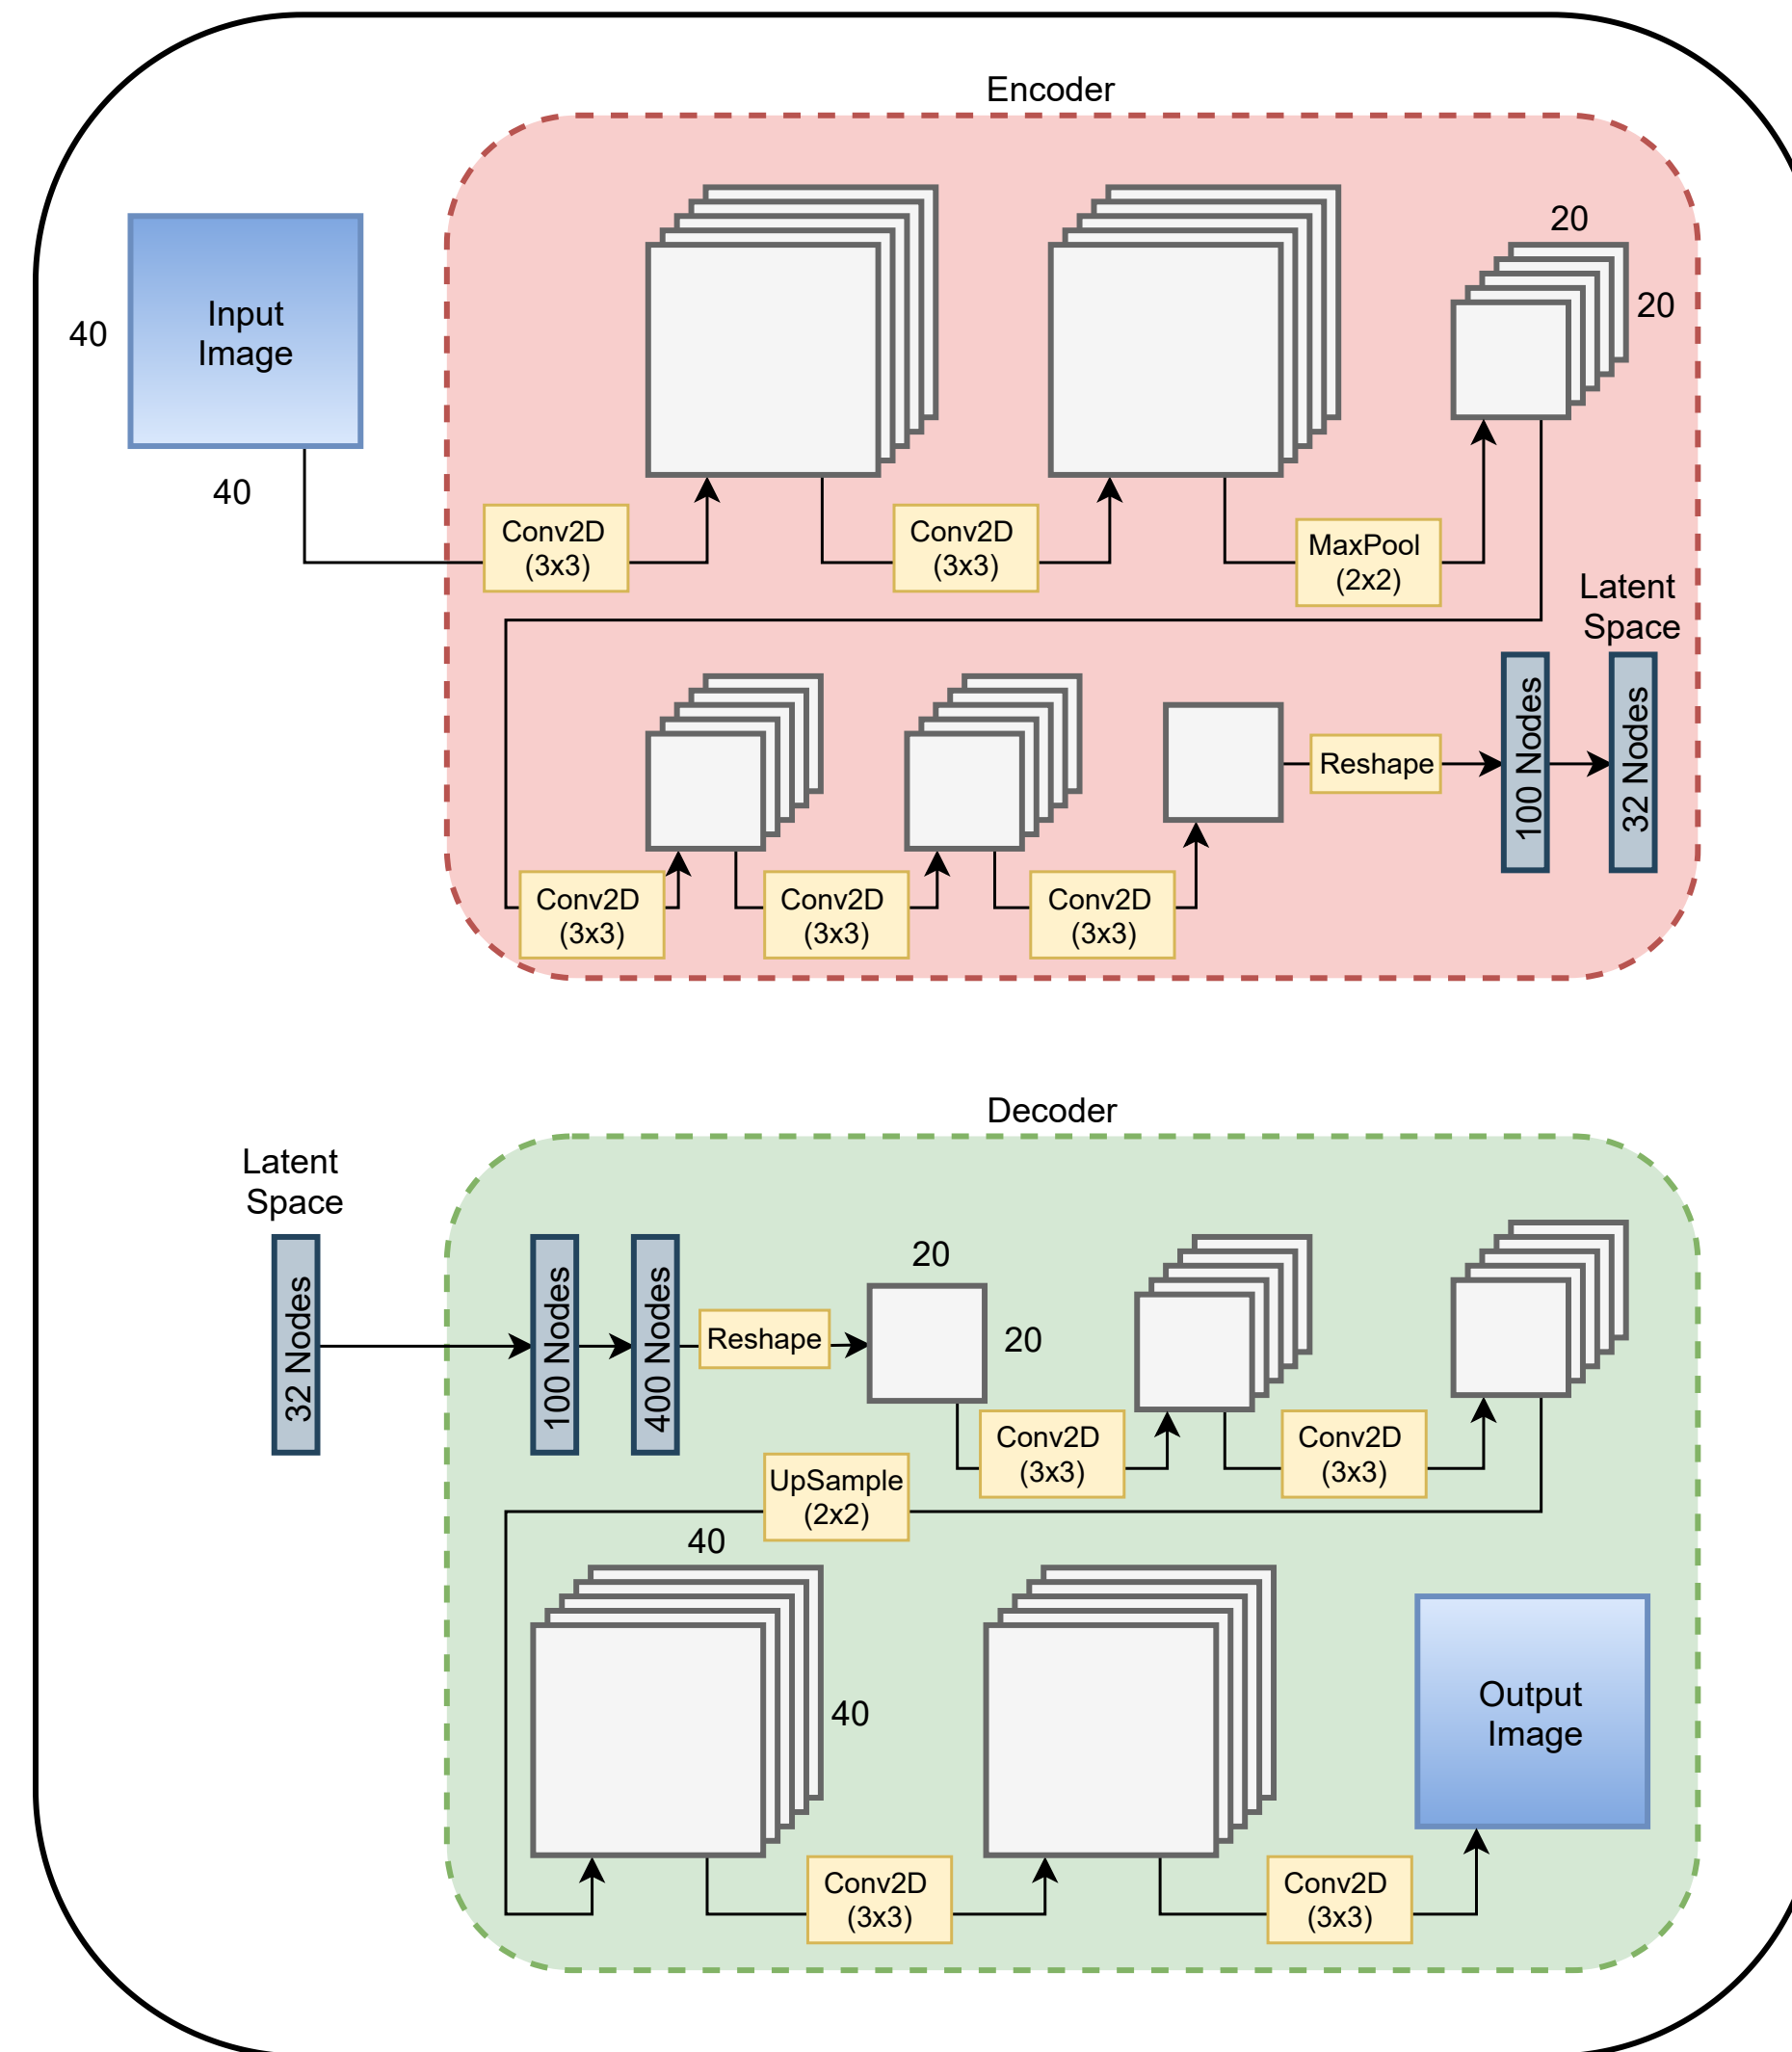 Encoder
Input
Image
40
40
20
20
Conv2D
(3x3)
Conv2D
(3x3)
MaxPool
(2x2)
Latent
Space
Reshape
100 Nodes
32 Nodes
Conv2D
(3x3)
Conv2D
(3x3)
Conv2D
(3x3)
Decoder
Latent
Space
32 Nodes
100 Nodes
400 Nodes
Reshape
20
20
Conv2D
(3x3)
Conv2D
(3x3)
UpSample
(2x2)
40
40
Output
Image
Conv2D
(3x3)
Conv2D
(3x3)